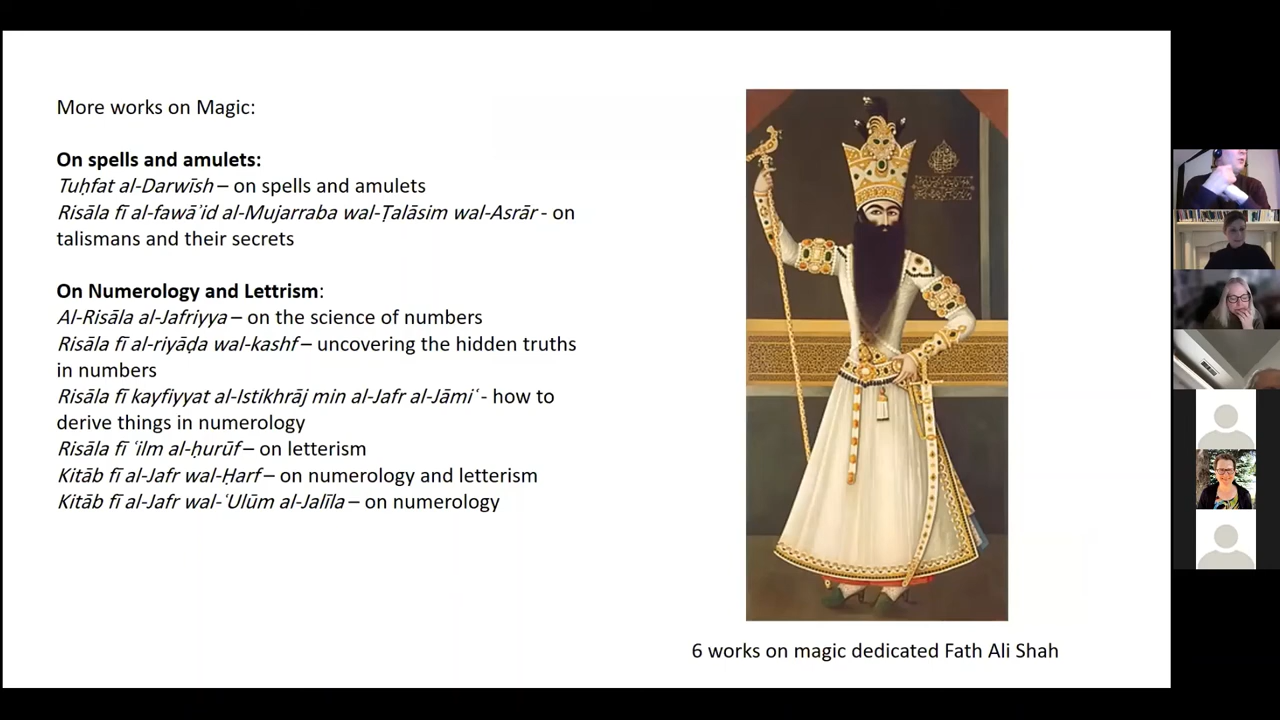 More works on Magic:
On spells and amulets:
Tuḥfat al-Darwīsh – on spells and amulets
Risāla fī al-fawāʾid al-Mujarraba wal-Ṭalāsim wal-Asrār - on
talismans and their secrets
On Numerology and Lettrism:
Al-Risāla al-Jafriyya – on the science of numbers
Risāla fī al-riyāḍa wal-kashf – uncovering the hidden truths
in numbers
Risāla fī kayfiyyat al-Istikhrāj min al-Jafr al-Jāmiʿ - how to
derive things in numerology
Risāla fī ʿilm al-ḥurūf – on letterism
Kitāb fī al-Jafr wal-Ḥarf – on numerology and letterism
Kitāb fī al-Jafr wal-ʿUlūm al-Jalīla – on numerology
6 works on magic dedicated Fath Ali Shah